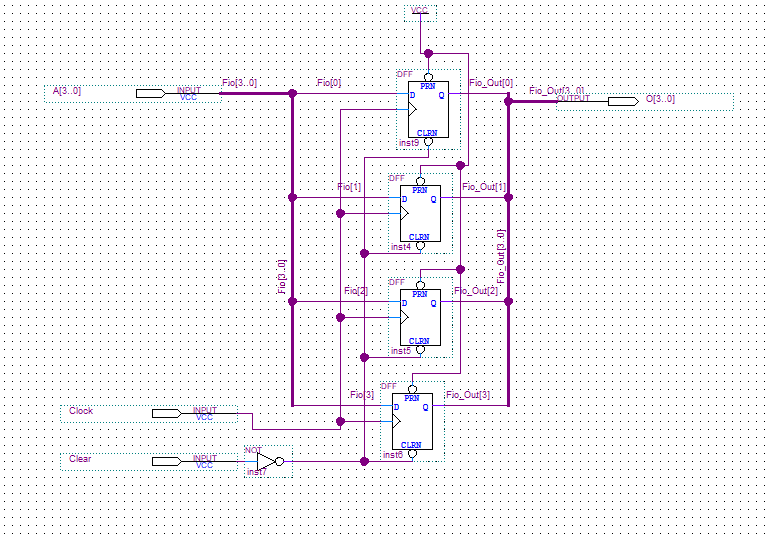 VCC
DFF
A[3..0]
INPUT
VCC
Fio[3..0]
Fio[0]
PRN
D
Q
CLRN
inst9
Fio_Out[0]
Fio_Out[3..0]
OUTPUT
O[3..0]
DFF
Fio[1]
PRN
D
Q
CLRN
inst4
Fio_Out[1]
Fio[3..0]
Fio_Out[3..0]
DFF
Fio[2]
PRN
D
Q
CLRN
inst5
Fio_Out[2]
DFF
Fio[3]
PRN
D
Q
CLRN
inst6
Fio_Out[3]
Clock
INPUT
VCC
Clear
INPUT
VCC
NOT
inst7